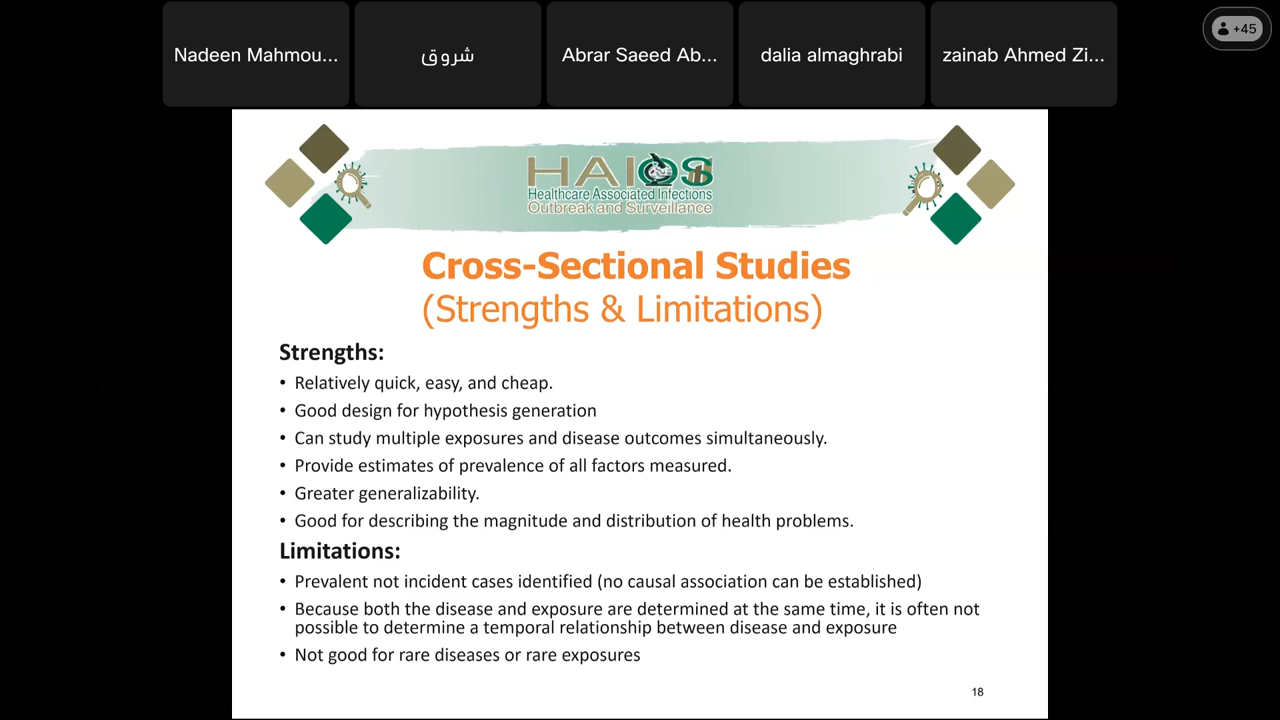 Nadeen Mahmou...
شروق
Abrar Saeed Ab...
dalia almaghrabi
zainab Ahmed Zi...
+45
HAIOS
Healthcare Associated Infections
Outbreak and Surveillance
Cross-Sectional Studies
(Strengths & Limitations)
Strengths:
• Relatively quick, easy, and cheap.
• Good design for hypothesis generation
• Can study multiple exposures and disease outcomes simultaneously.
• Provide estimates of prevalence of all factors measured.
• Greater generalizability.
• Good for describing the magnitude and distribution of health problems.
Limitations:
• Prevalent not incident cases identified (no causal association can be established)
• Because both the disease and exposure are determined at the same time, it is often not
possible to determine a temporal relationship between disease and exposure
• Not good for rare diseases or rare exposures
18